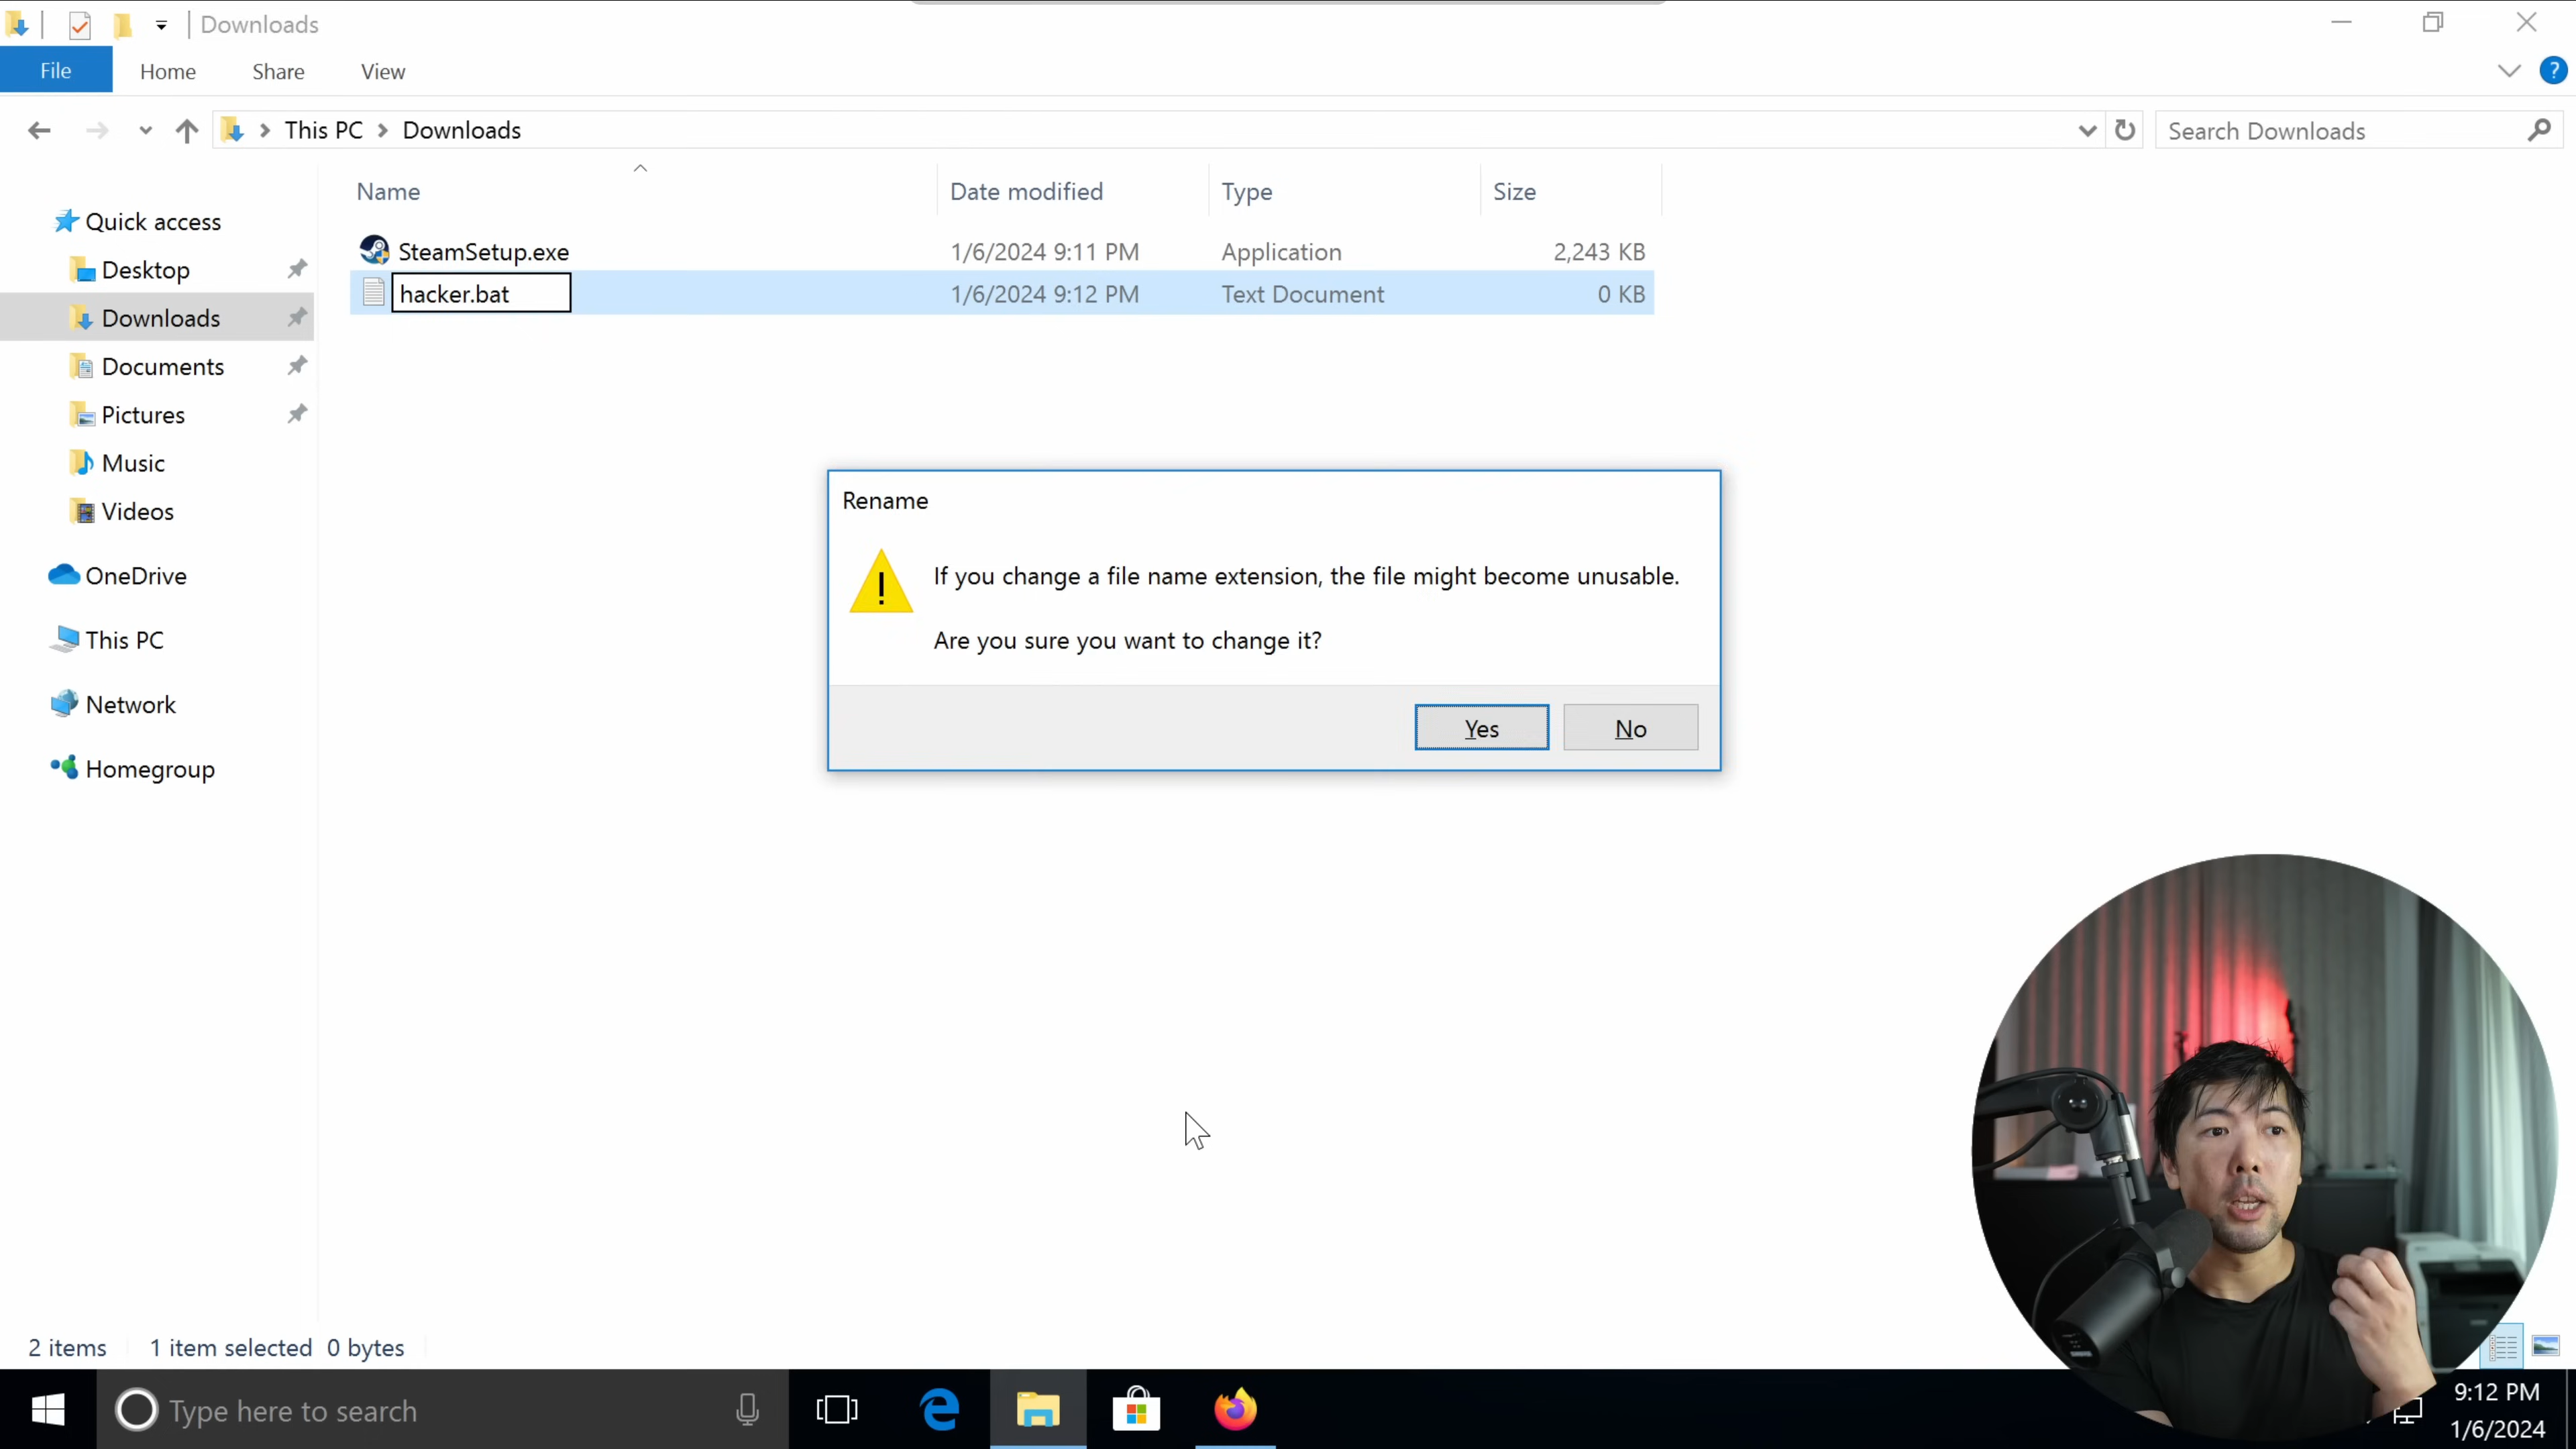 Downloads
File Home Share View
This PC Downloads
Search Downloads
Name Date modified Type Size
Quick access
Desktop
Downloads
Documents
Pictures
Music
Videos
OneDrive
This PC
Network
Homegroup
SteamSetup.exe 1/6/2024 9:11 PM Application 2,243 KB
hacker.bat 1/6/2024 9:12 PM Text Document 0 KB
Rename
If you change a file name extension, the file might become unusable.
Are you sure you want to change it?
Yes No
2 items 1 item selected 0 bytes
Type here to search
9:12 PM
1/6/2024